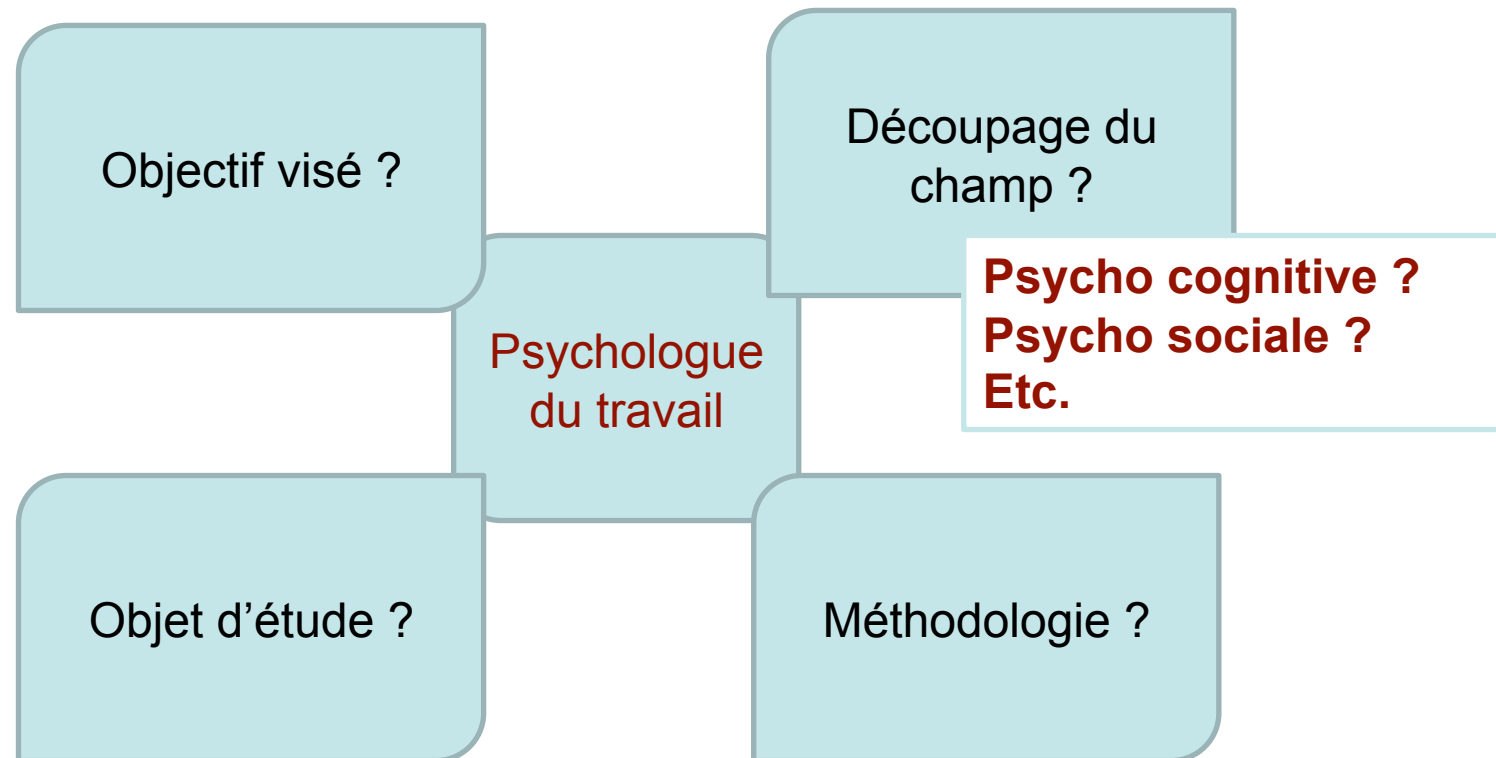 Objectif visé ?
Découpage du
champ ?
Psycho cognitive ?
Psycho sociale ?
Etc.
Psychologue
du travail
Objet d’étude ?
Méthodologie ?